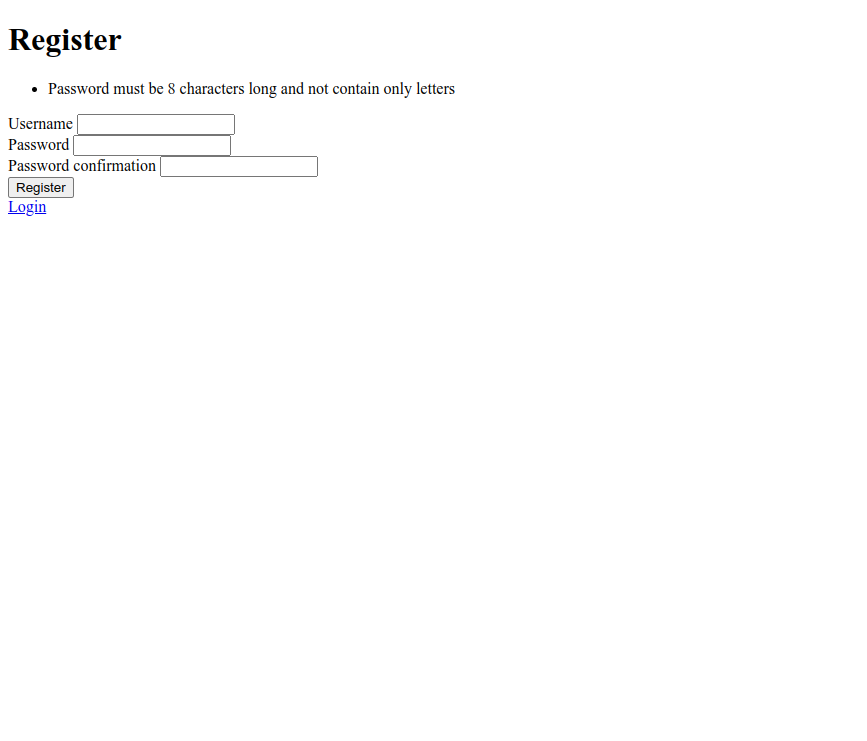 Register
Password must be 8 characters long and not contain only letters
Username
Password
Password confirmation
Register
Login